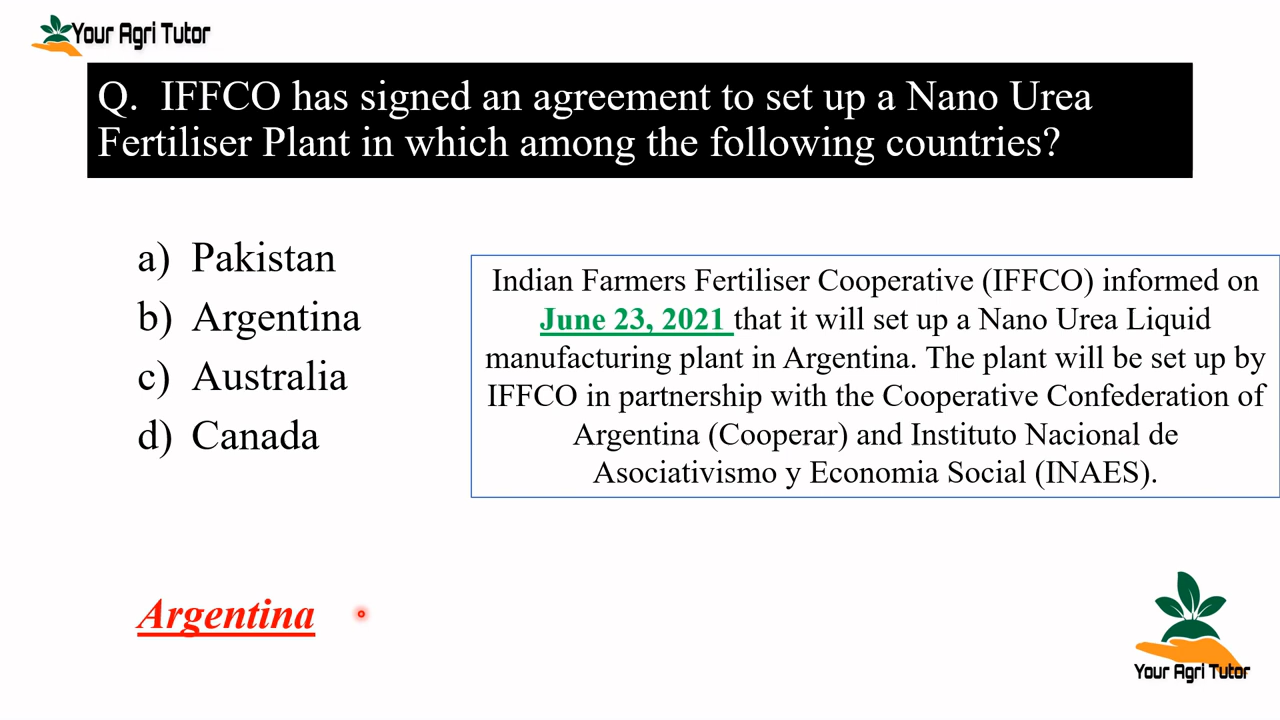 Your Agri Tutor
Q. IFFCO has signed an agreement to set up a Nano Urea
Fertiliser Plant in which among the following countries?
a) Pakistan
b) Argentina
c) Australia
d) Canada
Indian Farmers Fertiliser Cooperative (IFFCO) informed on
June 23, 2021 that it will set up a Nano Urea Liquid
manufacturing plant in Argentina. The plant will be set up by
IFFCO in partnership with the Cooperative Confederation of
Argentina (Cooperar) and Instituto Nacional de
Asociativismo y Economia Social (INAES).
Argentina
Your Agri Tutor